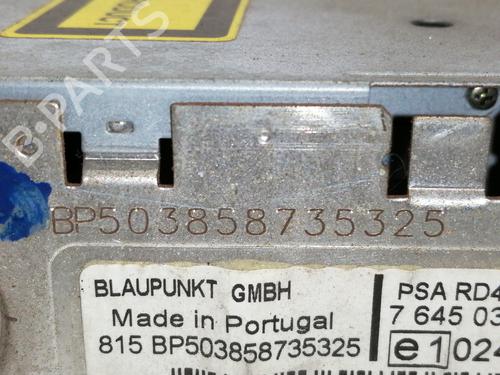 B-PARTS
BP503858735325
BLAUPUNKT GMBH
Made in Portugal
815 BP503858735325
PSA RD4
7 645 03
e1 024